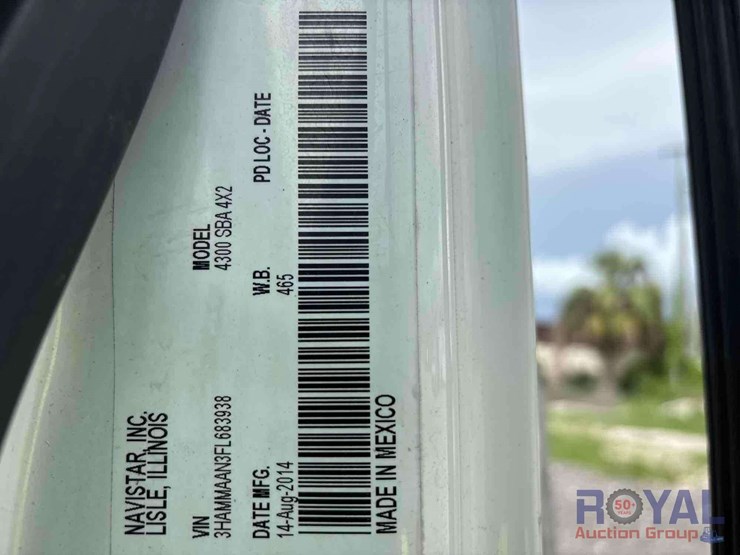 NAVISTAR, INC.
LISLE, ILLINOIS
VIN MODEL
3HAMMAAN3FL683938 4300 SBA 4X2
DATE MFG. W.B. PD LOC - DATE
14-Aug-2014 465
MADE IN MEXICO
ROYAL
50+
YEARS
Auction Group